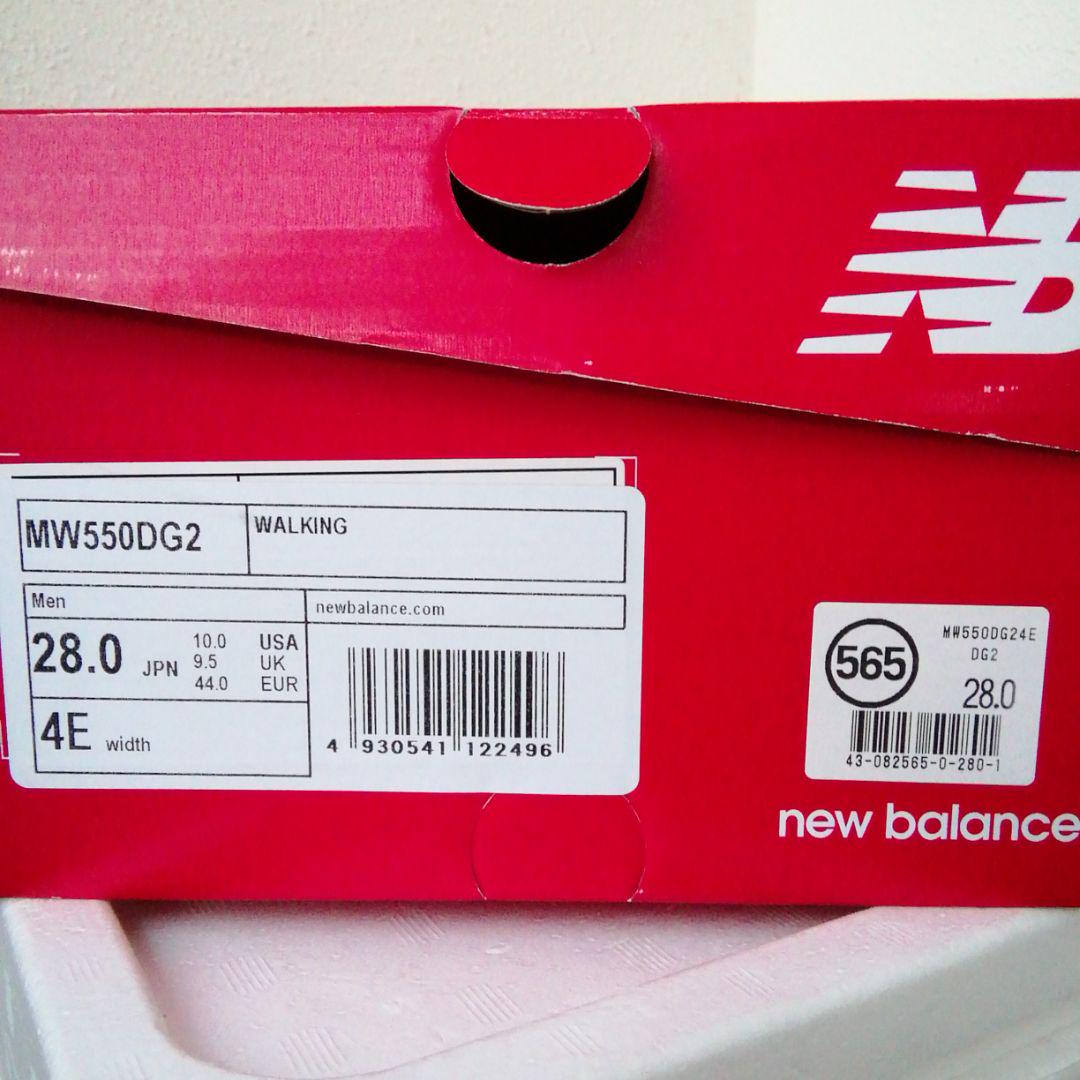 NB
MW550DG2
WALKING
Men
newbalance.com
28.0 JPN
10.0 USA
9.5 UK
44.0 EUR
4E width
4 930541 122496
565
MW550DG24E
DG2
28.0
43-082565-0-280-1
new balance